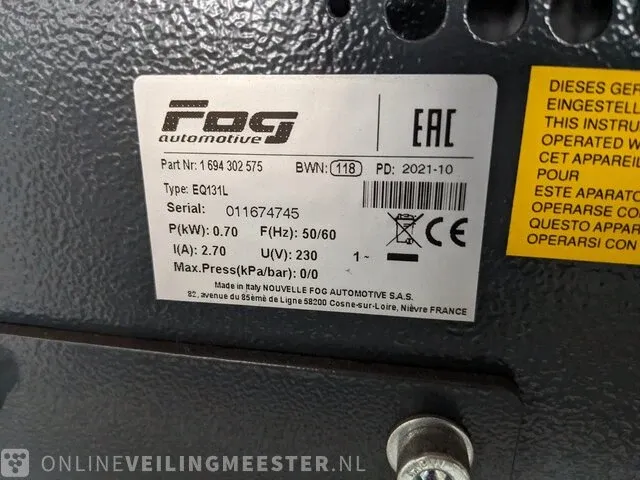 Fog
automotive
EAC
Part Nr: 1 694 302 575 BWN: 118 PD: 2021-10
Type: EQ131L
Serial: 011674745
P(kW): 0.70 F(Hz): 50/60
I(A): 2.70 U(V): 230 1~
CE
Max.Press(kPa/bar): 0/0
Made in Italy NOUVELLE FOG AUTOMOTIVE S.A.S.
82, avenue du 85éme de Ligne 58200 Cosne-sur-Loire, Nièvre FRANCE
DIESES GER
EINGESTELL
THIS INSTRU
OPERATED W
CET APPAREIL
POUR
ESTE APARATO
OPERARSE CO
QUESTO APPAR
OPERARSI CON
ONLINEVEILINGMEESTER.NL